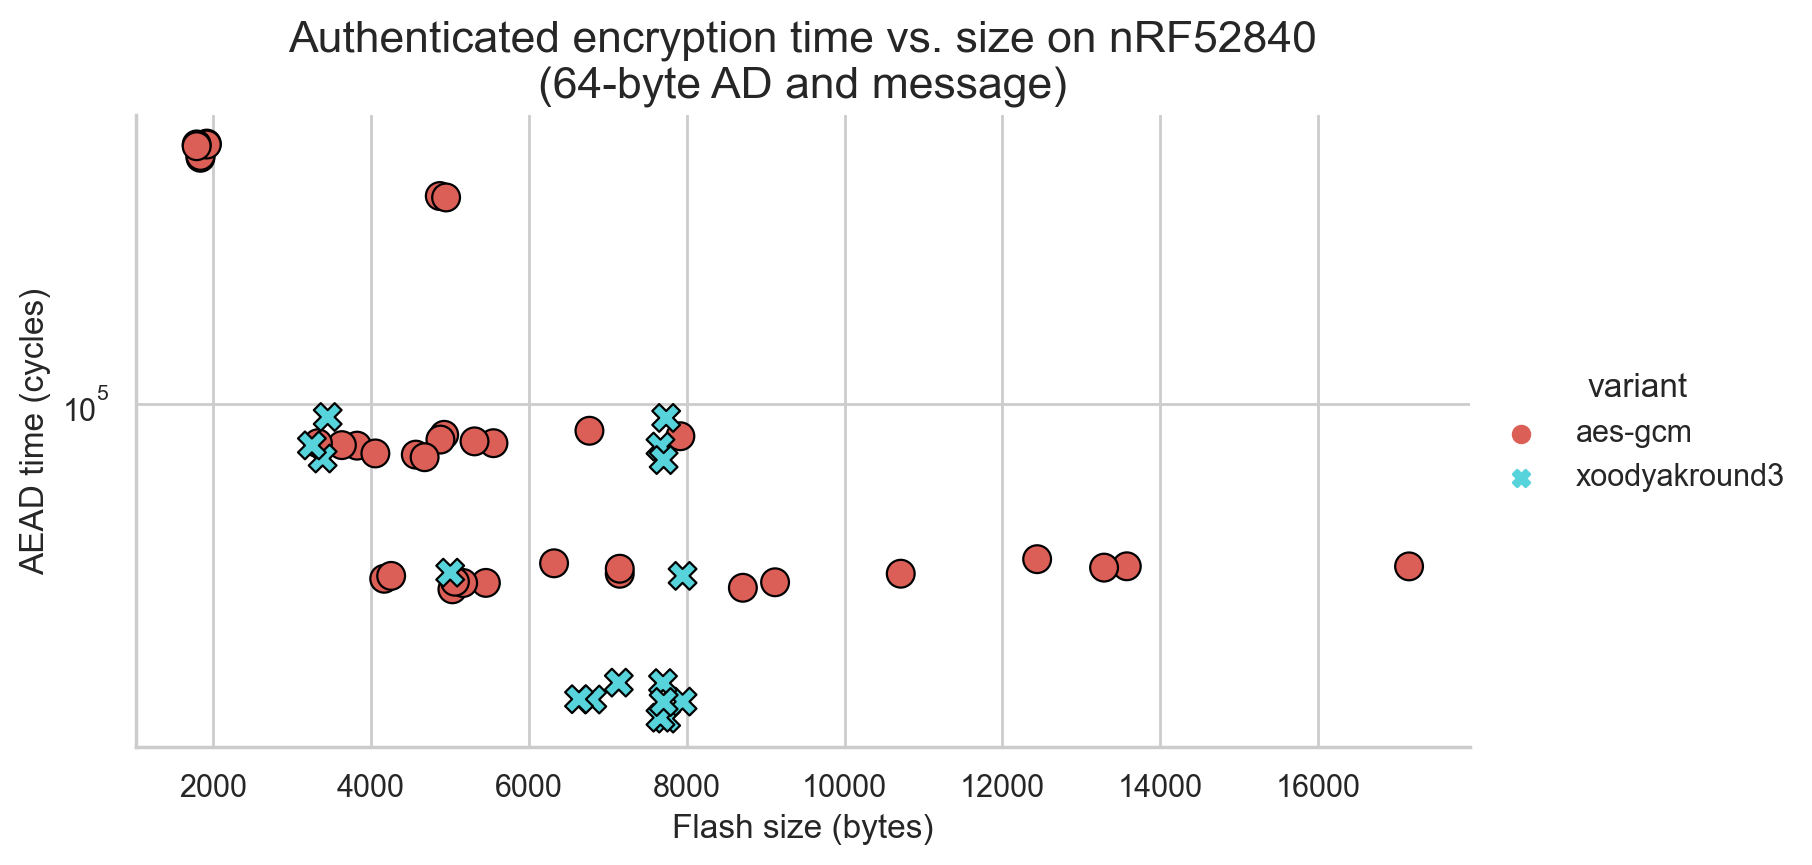 Authenticated encryption time vs. size on nRF52840
(64-byte AD and message)
AEAD time (cycles)
10^5
variant
aes-gcm
xoodyakround3
2000 4000 6000 8000 10000 12000 14000 16000
Flash size (bytes)